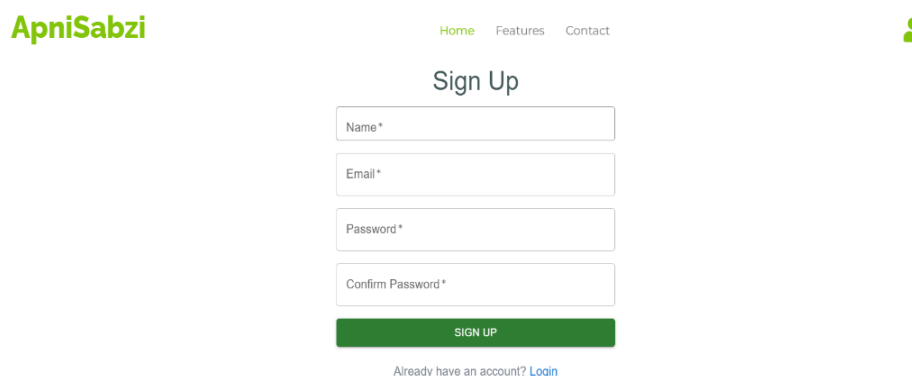 ApniSabzi
Home Features Contact
Sign Up
Name *
Email *
Password *
Confirm Password *
SIGN UP
Already have an account? Login